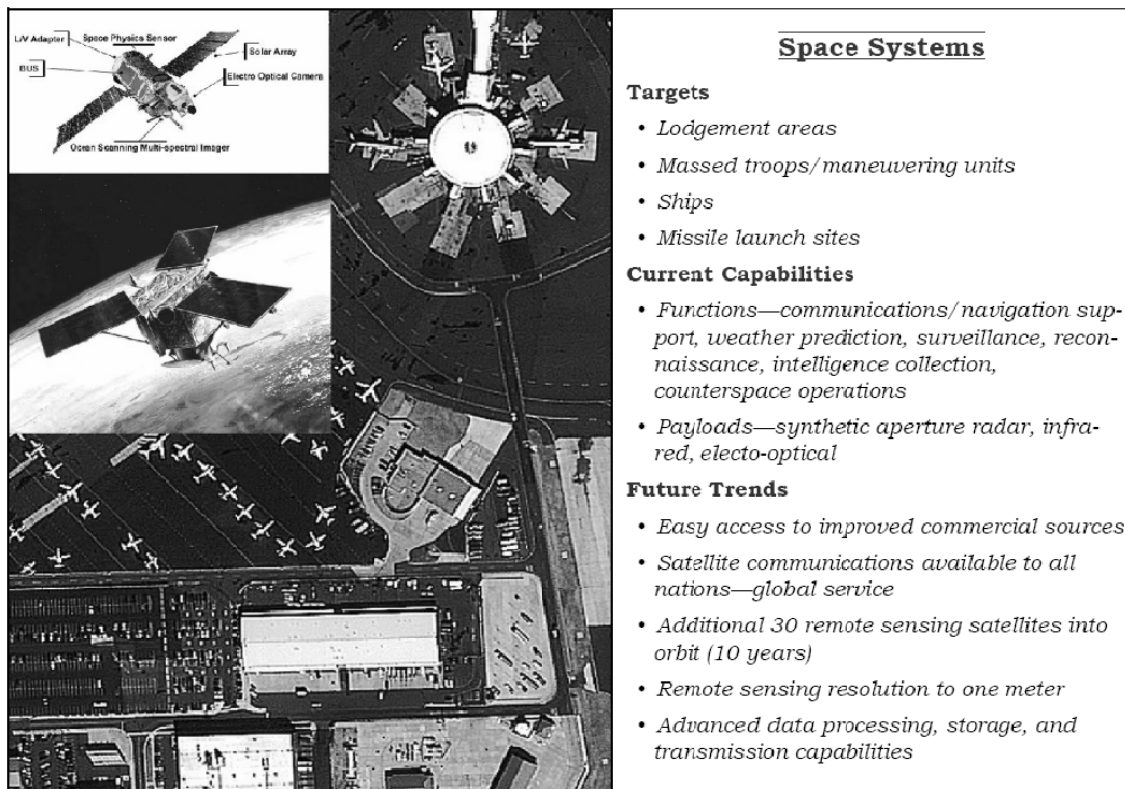 LV Adapter
Space Physics Sensor
Solar Array
BUS
Electro Optical Camera
Ocean Scanning Multi-spectral Imager
Space Systems
Targets
• Lodgement areas
• Massed troops/maneuvering units
• Ships
• Missile launch sites
Current Capabilities
• Functions—communications/navigation sup-
port, weather prediction, surveillance, recon-
naissance, intelligence collection,
counterspace operations
• Payloads—synthetic aperture radar, infra-
red, electo-optical
Future Trends
• Easy access to improved commercial sources
• Satellite communications available to all
nations—global service
• Additional 30 remote sensing satellites into
orbit (10 years)
• Remote sensing resolution to one meter
• Advanced data processing, storage, and
transmission capabilities